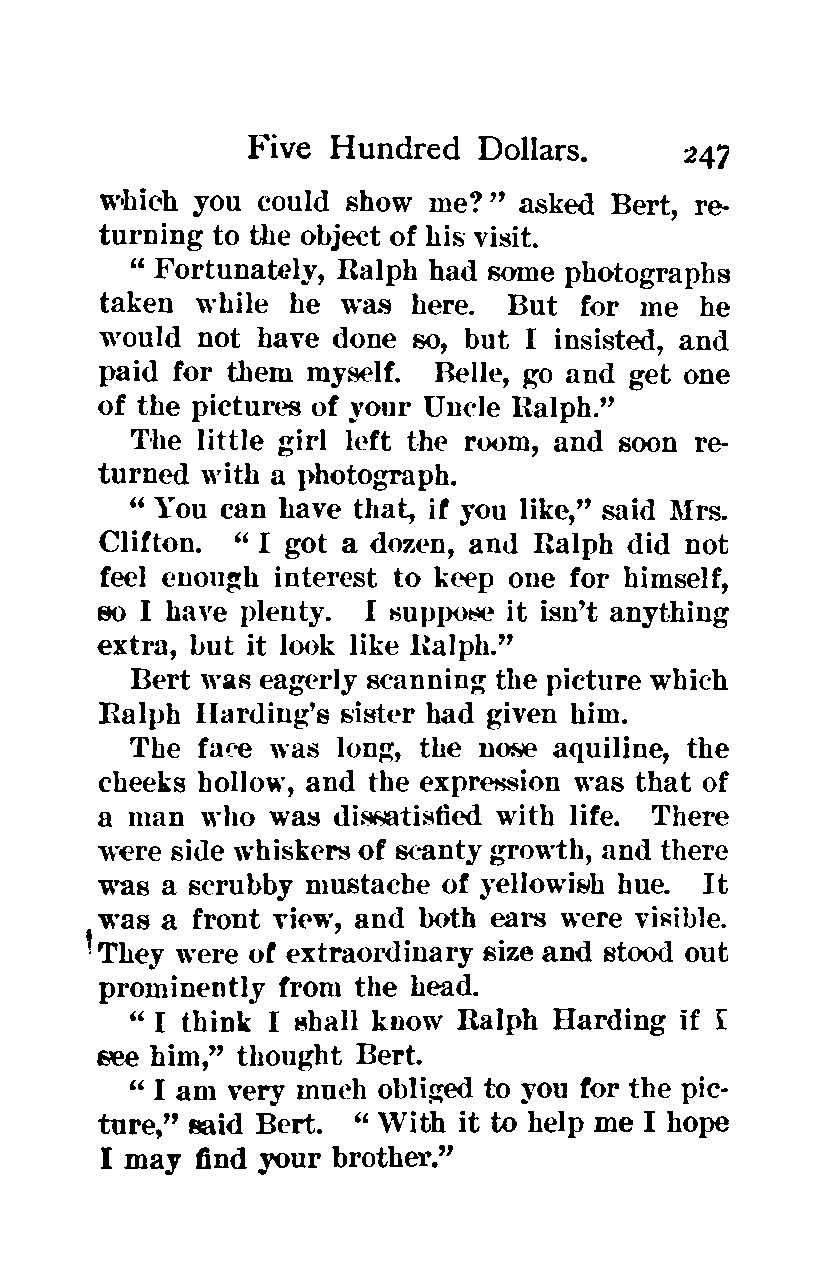 Five Hundred Dollars. 247
which you could show me?" asked Bert, re-
turning to the object of his visit.
"Fortunately, Ralph had some photographs
taken while he was here. But for me he
would not have done so, but I insisted, and
paid for them myself. Belle, go and get one
of the pictures of your Uncle Ralph."
The little girl left the room, and soon re-
turned with a photograph.
"You can have that, if you like," said Mrs.
Clifton. "I got a dozen, and Ralph did not
feel enough interest to keep one for himself,
so I have plenty. I suppose it isn't anything
extra, but it look like Ralph."
Bert was eagerly scanning the picture which
Ralph Harding's sister had given him.
The face was long, the nose aquiline, the
cheeks hollow, and the expression was that of
a man who was dissatisfied with life. There
were side whiskers of scanty growth, and there
was a scrubby mustache of yellowish hue. It
was a front view, and both ears were visible.
They were of extraordinary size and stood out
prominently from the head.
"I think I shall know Ralph Harding if I
see him," thought Bert.
"I am very much obliged to you for the pic-
ture," said Bert. "With it to help me I hope
I may find your brother."